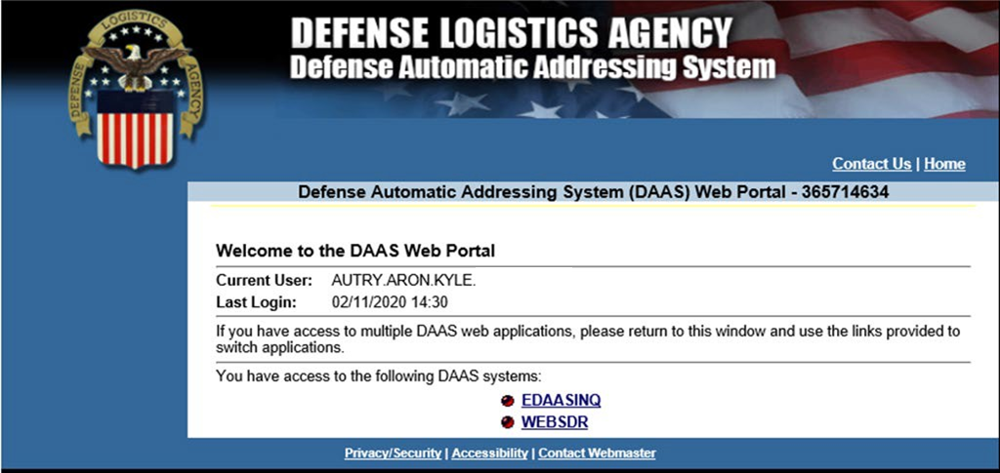 DEFENSE LOGISTICS AGENCY
DEFENSE LOGISTICS AGENCY
Defense Automatic Addressing System
Contact Us | Home
Defense Automatic Addressing System (DAAS) Web Portal - 365714634
Welcome to the DAAS Web Portal
Current User: AUTRY.ARON.KYLE.
Last Login: 02/11/2020 14:30
If you have access to multiple DAAS web applications, please return to this window and use the links provided to
switch applications.
You have access to the following DAAS systems:
EDAASINQ
WEBSDR
Privacy/Security | Accessibility | Contact Webmaster